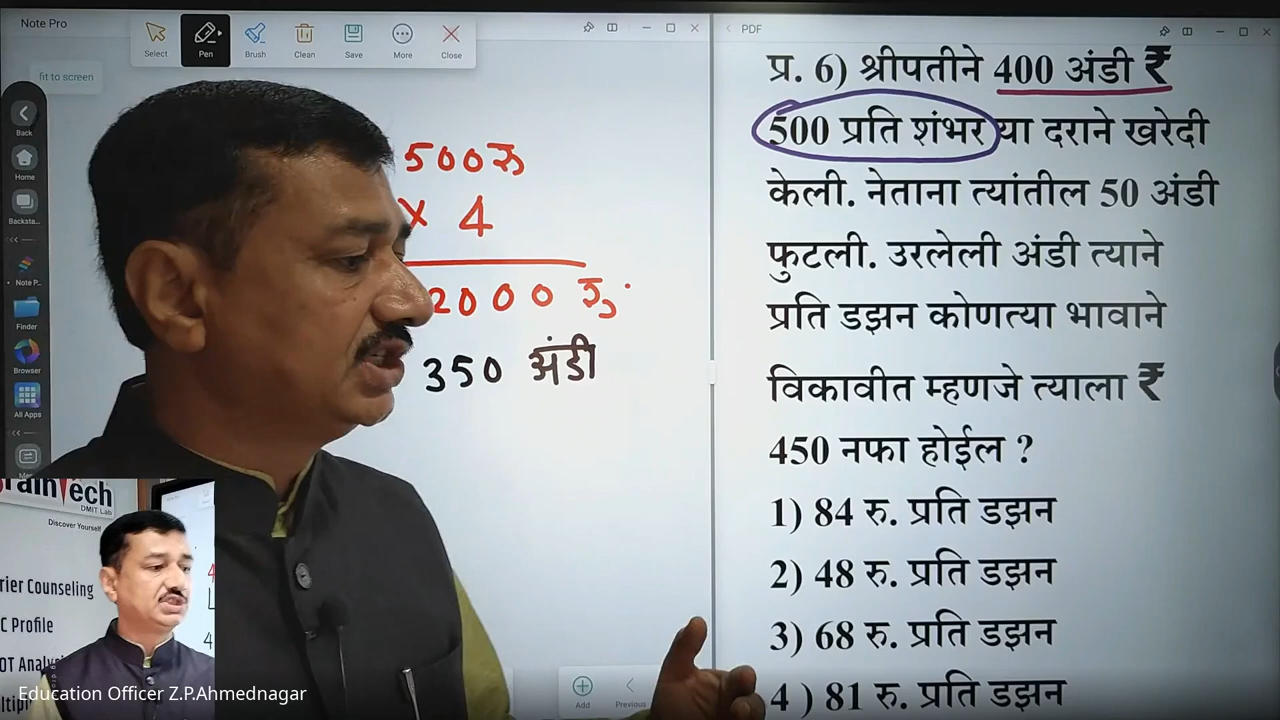 Note Pro
Select
Pen
Brush
Clean
Save
More
Close
PDF
fit to screen
Back
Home
Backsta...
Note P...
Finder
Browser
All Apps
500रु
× 4
2000 रु.
350 अंडी
प्र. 6) श्रीपतीने 400 अंडी ₹
500 प्रति शंभर या दराने खरेदी
केली. नेताना त्यांतील 50 अंडी
फुटली. उरलेली अंडी त्याने
प्रति डझन कोणत्या भावाने
विकावीत म्हणजे त्याला ₹
450 नफा होईल ?
1) 84 रु. प्रति डझन
2) 48 रु. प्रति डझन
3) 68 रु. प्रति डझन
4 ) 81 रु. प्रति डझन
Add
Previous
DMIT Lab
Discover Yourself
Counseling
Profile
Education Officer Z.P.Ahmednagar